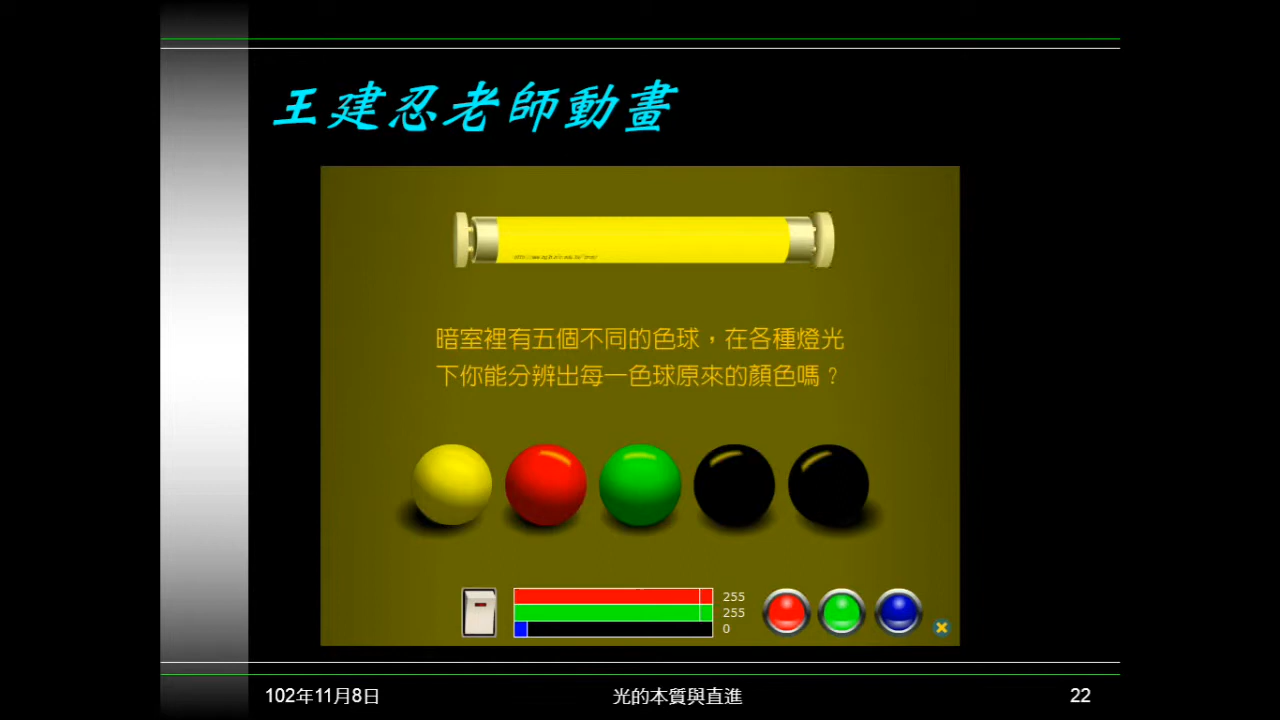 王建忍老師動畫
暗室裡有五個不同的色球，在各種燈光
下你能分辨出每一色球原來的顏色嗎？
255
255
0
102年11月8日
光的本質與直進
22